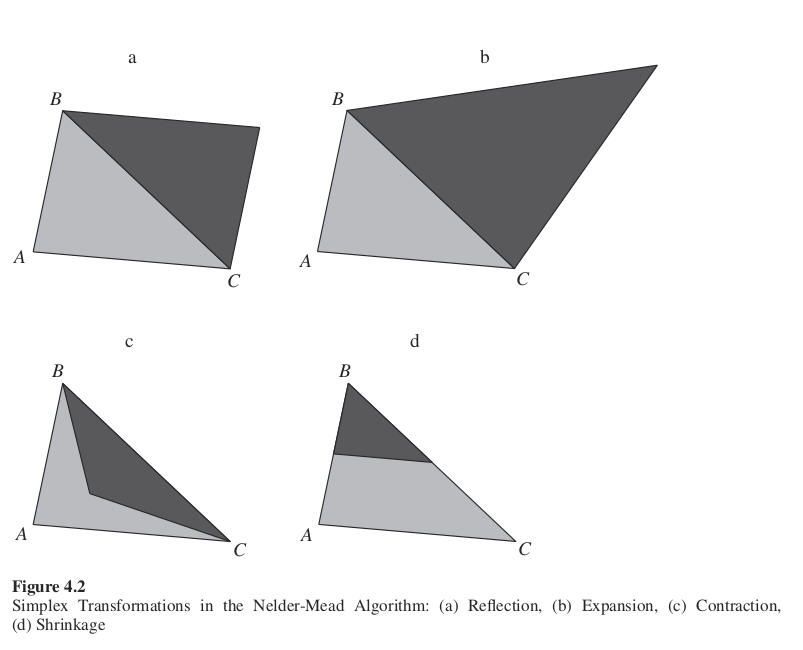 a
b
B
B
A
C
A
C
c
d
B
B
A
C
A
C
Figure 4.2
Simplex Transformations in the Nelder-Mead Algorithm: (a) Reflection, (b) Expansion, (c) Contraction,
(d) Shrinkage